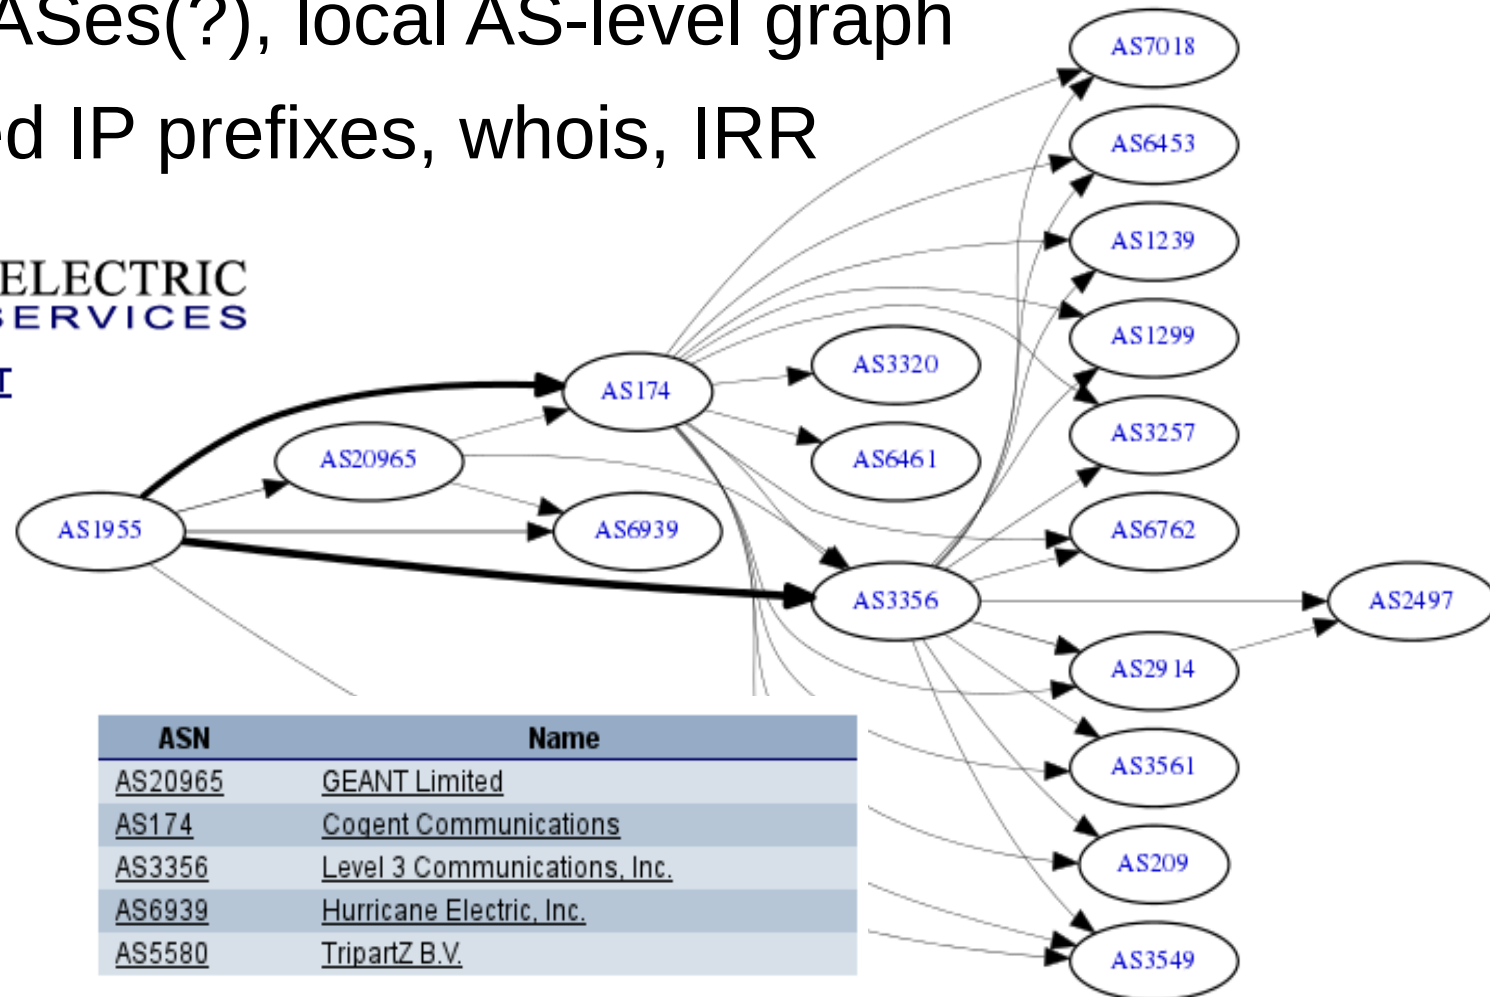 ASes(?), local AS-level graph
ed IP prefixes, whois, IRR
ELECTRIC
SERVICES
T
AS7018
AS6453
AS1239
AS1299
AS3320
AS174
AS3257
AS20965
AS6461
AS1955
AS6939
AS6762
AS3356
AS2497
AS2914
AS3561
AS209
AS3549
ASN Name
AS20965 GEANT Limited
AS174 Cogent Communications
AS3356 Level 3 Communications, Inc.
AS6939 Hurricane Electric, Inc.
AS5580 TripartZ B.V.